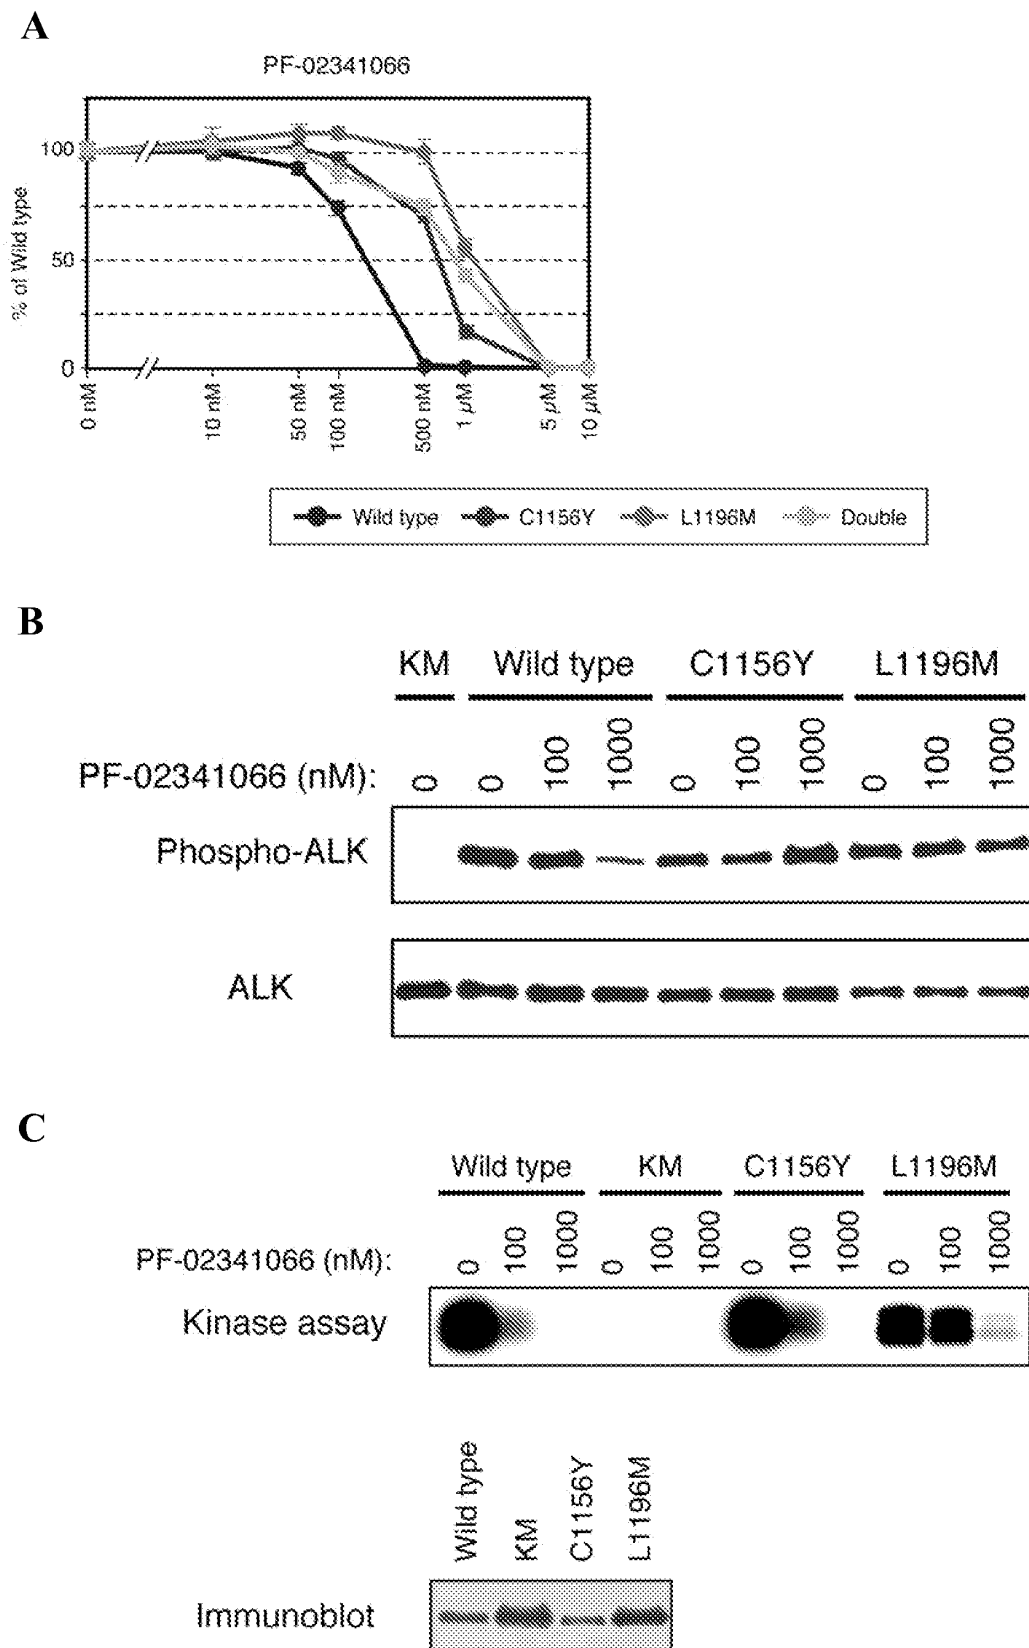 A
PF-02341066
% of Wild type
100
50
0
0 nM
10 nM
50 nM
100 nM
500 nM
1 µM
5 µM
10 µM
Wild type
C1156Y
L1196M
Double
B
KM
Wild type
C1156Y
L1196M
PF-02341066 (nM):
0
0
100
1000
0
100
1000
0
100
1000
Phospho-ALK
ALK
C
Wild type
KM
C1156Y
L1196M
PF-02341066 (nM):
0
100
1000
0
100
1000
0
100
1000
0
100
1000
Kinase assay
Wild type
KM
C1156Y
L1196M
Immunoblot